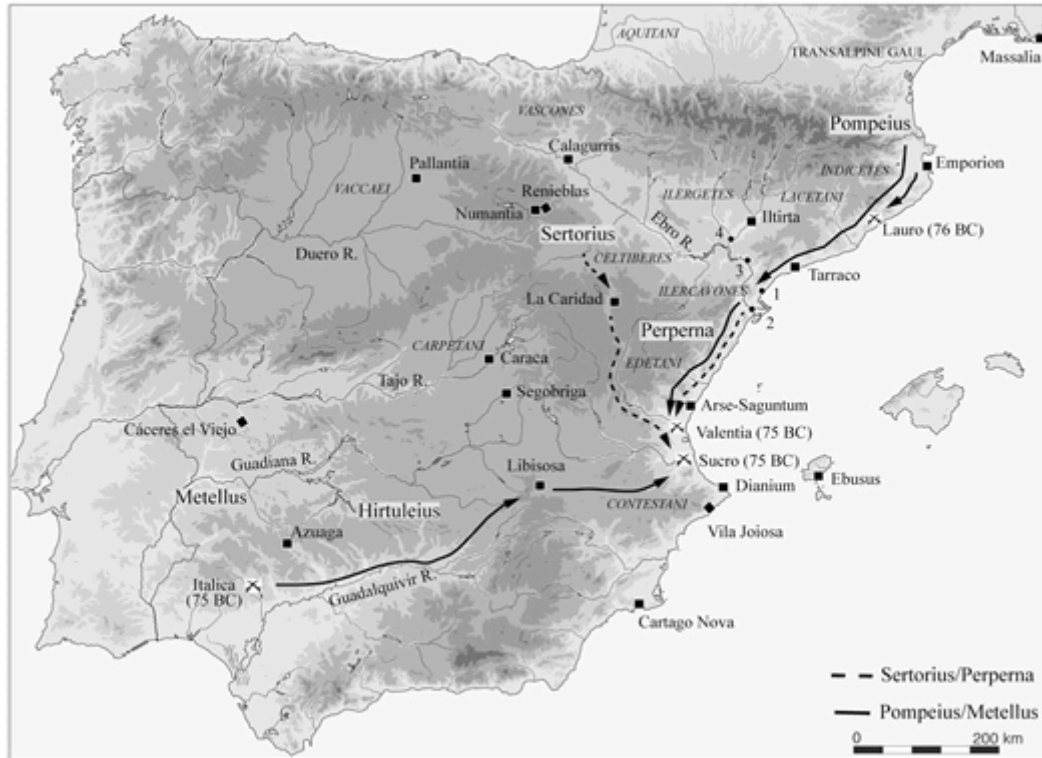 AQUITANI
TRANSALPINE GAUL
Massalia
VASCONES
Pompeius
Calagurris
Emporion
INDICETES
Pallantia
ILERGETES
LACETANI
VACCAEI
Renieblas
Numantia
Iltirta
Lauro (76 BC)
Sertorius
Ebro R.
4
Duero R.
CELTIBERES
3
Tarraco
ILERCAVONES
1
La Caridad
2
Perperna
CARPETANI
Caraca
EDETANI
Tajo R.
Segobriga
Arse-Saguntum
Cáceres el Viejo
Valentia (75 BC)
Guadiana R.
Sucro (75 BC)
Libisosa
Metellus
Dianium
Ebusus
Hirtuleius
CONTESTANI
Vila Joiosa
Azuaga
Italica
(75 BC)
Guadalquivir R.
Cartago Nova
Sertorius/Perperna
Pompeius/Metellus
0
200 km